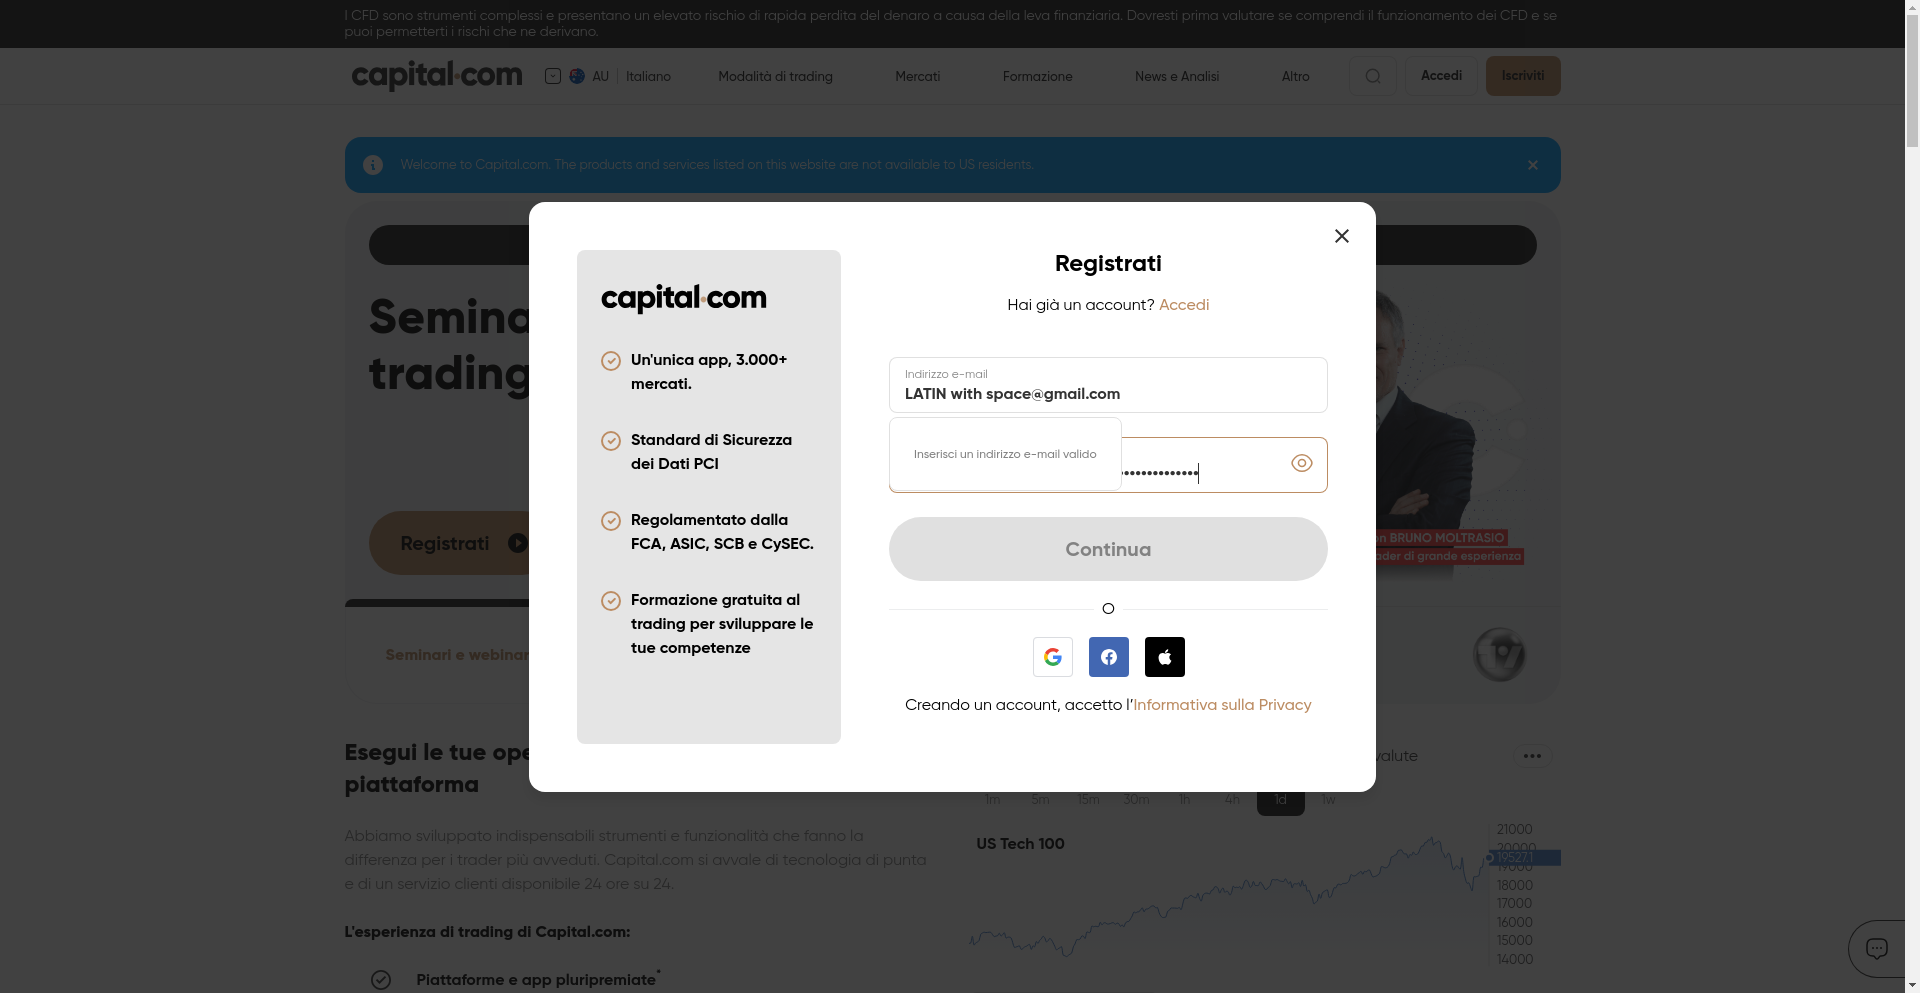 I CFD sono strumenti complessi e presentano un elevato rischio di rapida perdita del denaro a causa della leva finanziaria. Dovresti prima valutare se comprendi il funzionamento dei CFD e se
puoi permetterti i rischi che ne derivano.
capital.com
AU
Italiano
Modalità di trading
Mercati
Formazione
News e Analisi
Altro
Accedi
Iscriviti
Welcome to Capital.com. The products and services listed on this website are not available to US residents.
Registrati
Hai già un account? Accedi
capital.com
Un'unica app, 3.000+
mercati.
Standard di Sicurezza
dei Dati PCI
Regolamentato dalla
FCA, ASIC, SCB e CySEC.
Formazione gratuita al
trading per sviluppare le
tue competenze
Indirizzo e-mail
LATIN with space@gmail.com
Inserisci un indirizzo e-mail valido
Continua
O
Creando un account, accetto l'Informativa sulla Privacy
trading
Registrati
Seminari e webinar
BRUNO MOLTRASIO
di grande esperienza
Esegui le tue
piattaforma
Abbiamo sviluppato indispensabili strumenti e funzionalità che fanno la
differenza per i trader più avveduti. Capital.com si avvale di tecnologia di punta
e di un servizio clienti disponibile 24 ore su 24.
L'esperienza di trading di Capital.com:
Piattaforme e app pluripremiate*
valute
1m
5m
15m
30m
1h
4h
1d
1w
US Tech 100
21000
20000
19527.1
19000
18000
17000
16000
15000
14000